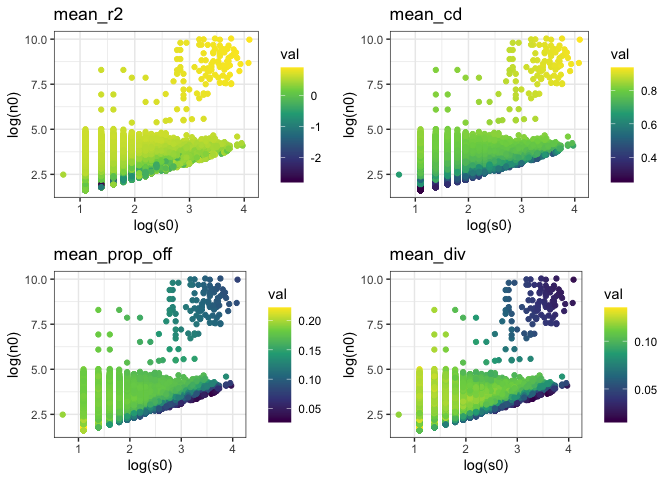 mean_r2
log(n0)
10.0
7.5
5.0
2.5
1 2 3 4
log(s0)
val
0
-1
-2
mean_cd
log(n0)
10.0
7.5
5.0
2.5
1 2 3 4
log(s0)
val
0.8
0.6
0.4
mean_prop_off
log(n0)
10.0
7.5
5.0
2.5
1 2 3 4
log(s0)
val
0.20
0.15
0.10
0.05
mean_div
log(n0)
10.0
7.5
5.0
2.5
1 2 3 4
log(s0)
val
0.10
0.05